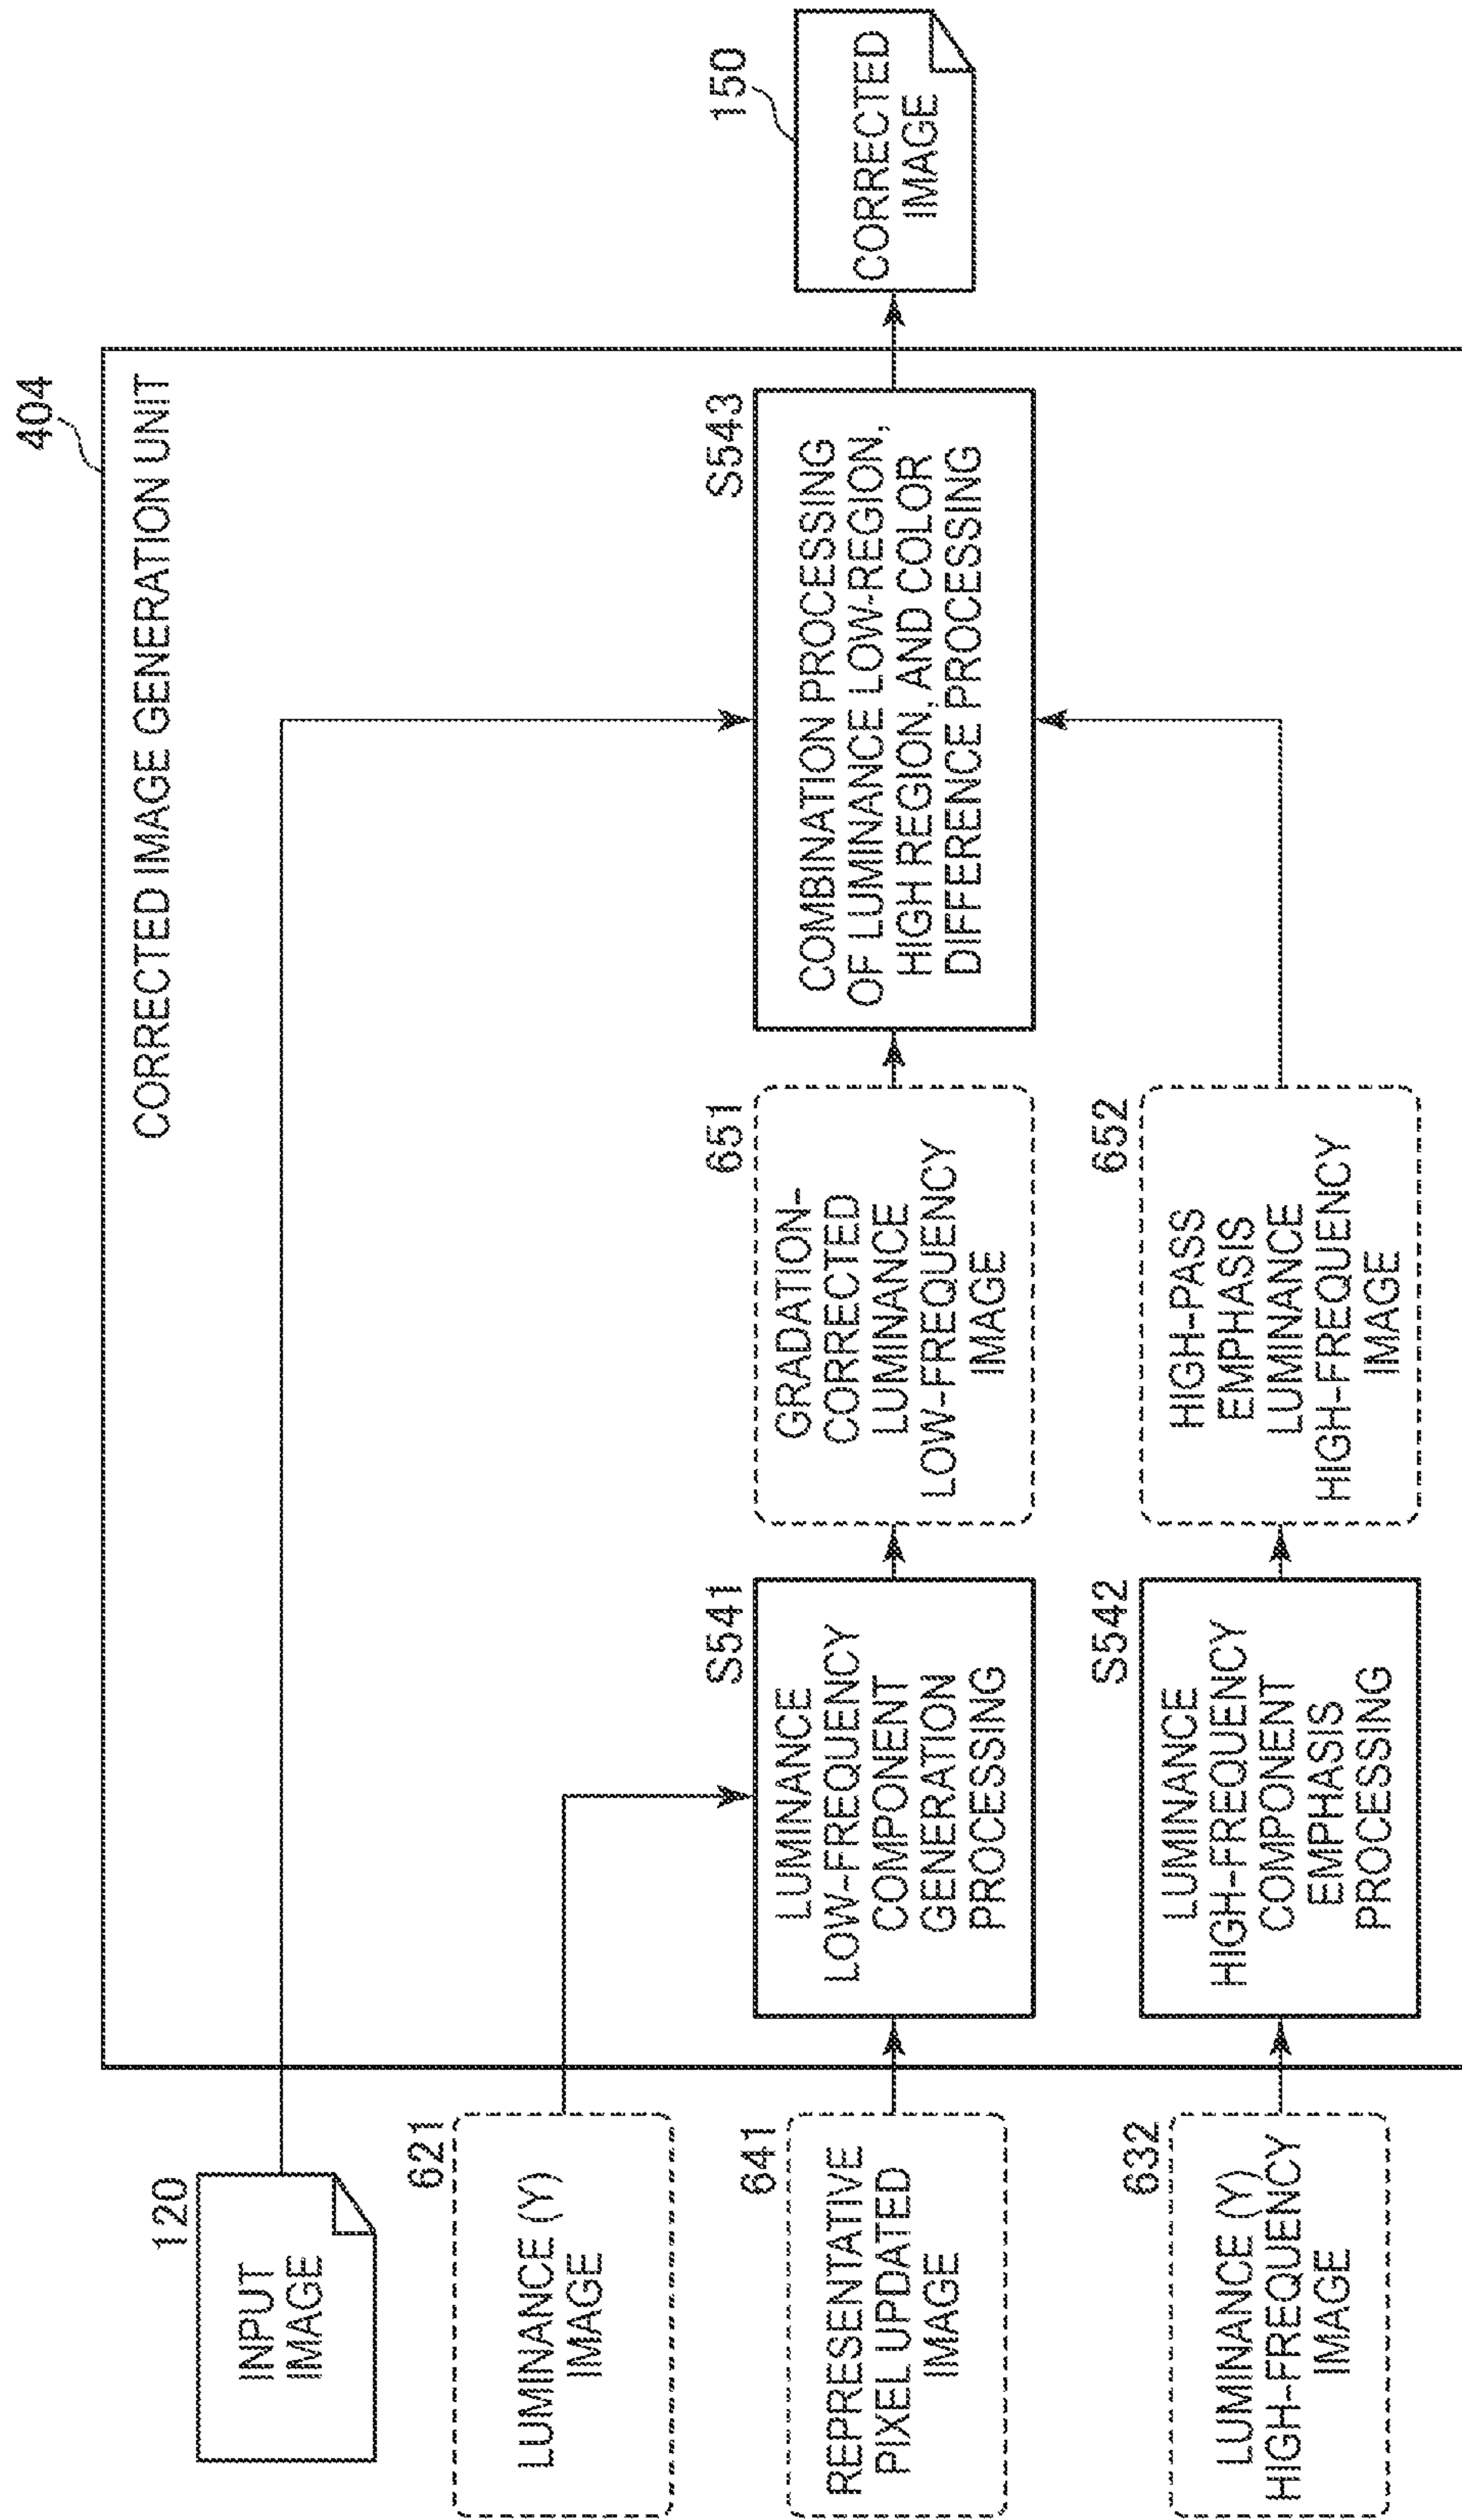 404
CORRECTED IMAGE GENERATION UNIT
120
INPUT
IMAGE
621
LUMINANCE (Y)
IMAGE
641
REPRESENTATIVE
PIXEL UPDATED
IMAGE
632
LUMINANCE (Y)
HIGH-FREQUENCY
IMAGE
S541
LUMINANCE
LOW-FREQUENCY
COMPONENT
GENERATION
PROCESSING
S542
LUMINANCE
HIGH-FREQUENCY
COMPONENT
EMPHASIS
PROCESSING
651
GRADATION-
CORRECTED
LUMINANCE
LOW-FREQUENCY
IMAGE
652
HIGH-PASS
EMPHASIS
LUMINANCE
HIGH-FREQUENCY
IMAGE
S543
COMBINATION PROCESSING
OF LUMINANCE LOW-REGION,
HIGH REGION, AND COLOR
DIFFERENCE PROCESSING
150
CORRECTED
IMAGE